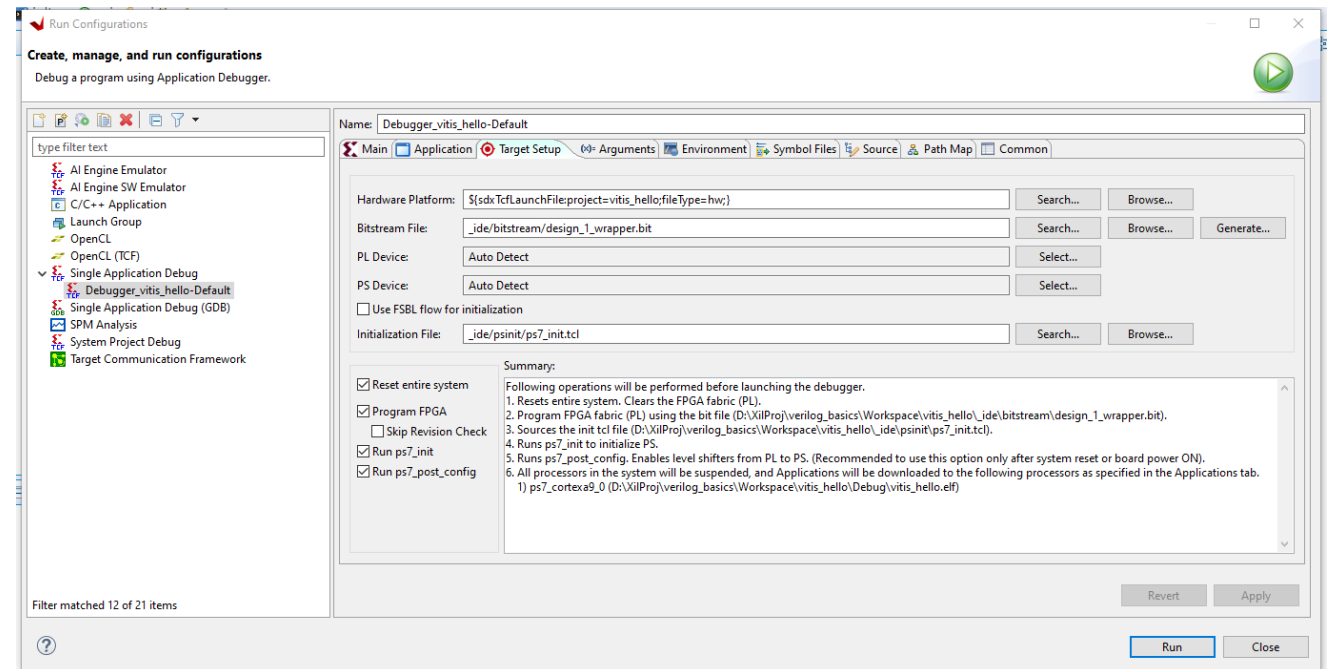 Run Configurations
Create, manage, and run configurations
Debug a program using Application Debugger.
type filter text
AI Engine Emulator
AI Engine SW Emulator
C/C++ Application
Launch Group
OpenCL
OpenCL (TCF)
Single Application Debug
Debugger_vitis_hello-Default
Single Application Debug (GDB)
SPM Analysis
System Project Debug
Target Communication Framework
Filter matched 12 of 21 items
Name: Debugger_vitis_hello-Default
Main Application Target Setup (x)= Arguments Environment Symbol Files Source Path Map Common
Hardware Platform: ${sdxTcfLaunchFile:project=vitis_hello;fileType=hw;} Search... Browse...
Bitstream File: _ide/bitstream/design_1_wrapper.bit Search... Browse... Generate...
PL Device: Auto Detect Select...
PS Device: Auto Detect Select...
Use FSBL flow for initialization
Initialization File: _ide/psinit/ps7_init.tcl Search... Browse...
Reset entire system
Program FPGA
Skip Revision Check
Run ps7_init
Run ps7_post_config
Summary:
Following operations will be performed before launching the debugger.
1. Resets entire system. Clears the FPGA fabric (PL).
2. Program FPGA fabric (PL) using the bit file (D:\XilProj\verilog_basics\Workspace\vitis_hello\_ide\bitstream\design_1_wrapper.bit).
3. Sources the init tcl file (D:\XilProj\verilog_basics\Workspace\vitis_hello\_ide\psinit\ps7_init.tcl).
4. Runs ps7_init to initialize PS.
5. Runs ps7_post_config. Enables level shifters from PL to PS. (Recommended to use this option only after system reset or board power ON).
6. All processors in the system will be suspended, and Applications will be downloaded to the following processors as specified in the Applications tab.
1) ps7_cortexa9_0 (D:\XilProj\verilog_basics\Workspace\vitis_hello\Debug\vitis_hello.elf)
Revert Apply
Run Close